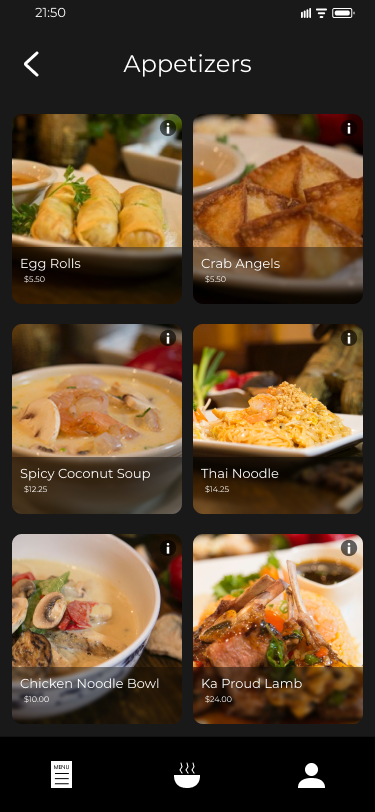 21:50
Appetizers
Egg Rolls
$5.50
Crab Angels
$5.50
Spicy Coconut Soup
$12.25
Thai Noodle
$14.25
Chicken Noodle Bowl
$10.00
Ka Proud Lamb
$24.00
MENU